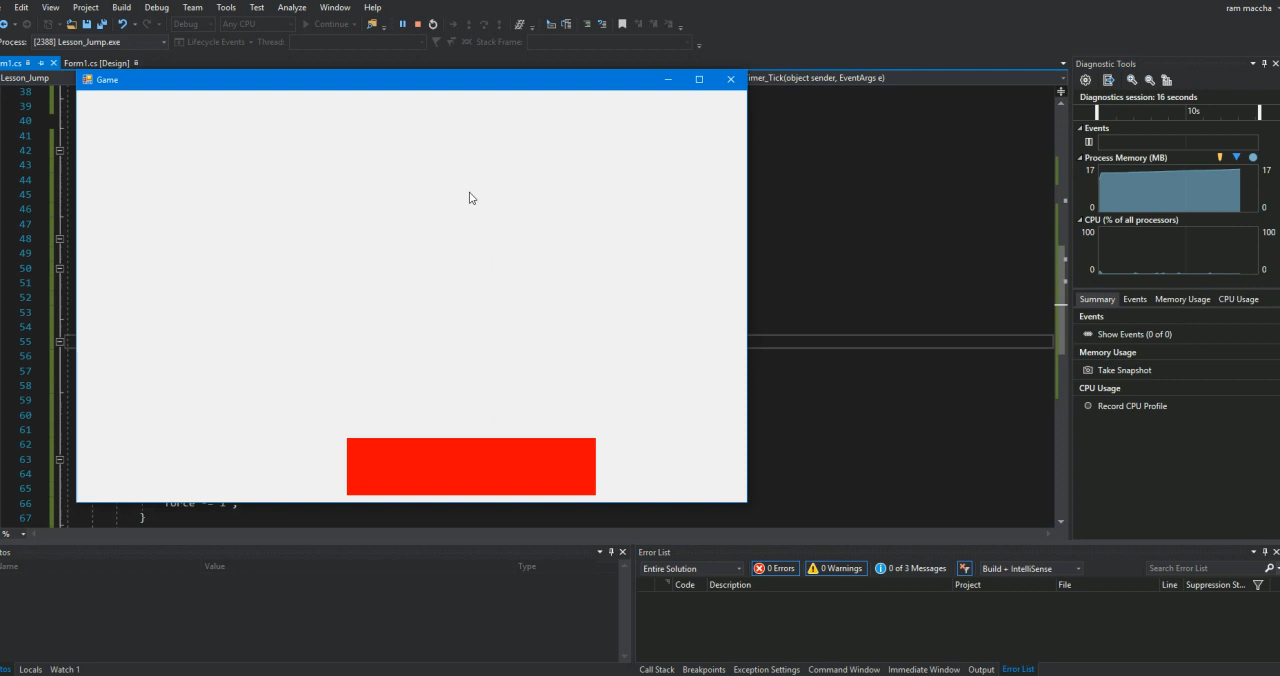 Edit View Project Build Debug Team Tools Test Analyze Window Help ram maccha
Debug Any CPU Continue
Process: [2388] Lesson_Jump.exe Lifecycle Events Thread: Stack Frame:
m1.cs Form1.cs [Design] Diagnostic Tools
Lesson_Jump Game imer_Tick(object sender, EventArgs e)
Diagnostics session: 16 seconds
10s
Events
Process Memory (MB)
17 17
0 0
CPU (% of all processors)
100 100
0 0
Summary Events Memory Usage CPU Usage
Events
Show Events (0 of 0)
Memory Usage
Take Snapshot
CPU Usage
Record CPU Profile
38
39
40
41
42
43
44
45
46
47
48
49
50
51
52
53
54
55
56
57
58
59
60
61
62
63
64
65
66
67 }
%
tos Error List
Name Value Type
Entire Solution 0 Errors 0 Warnings 0 of 3 Messages Build + IntelliSense Search Error List
Code Description Project File Line Suppression St...
tos Locals Watch 1 Call Stack Breakpoints Exception Settings Command Window Immediate Window Output Error List